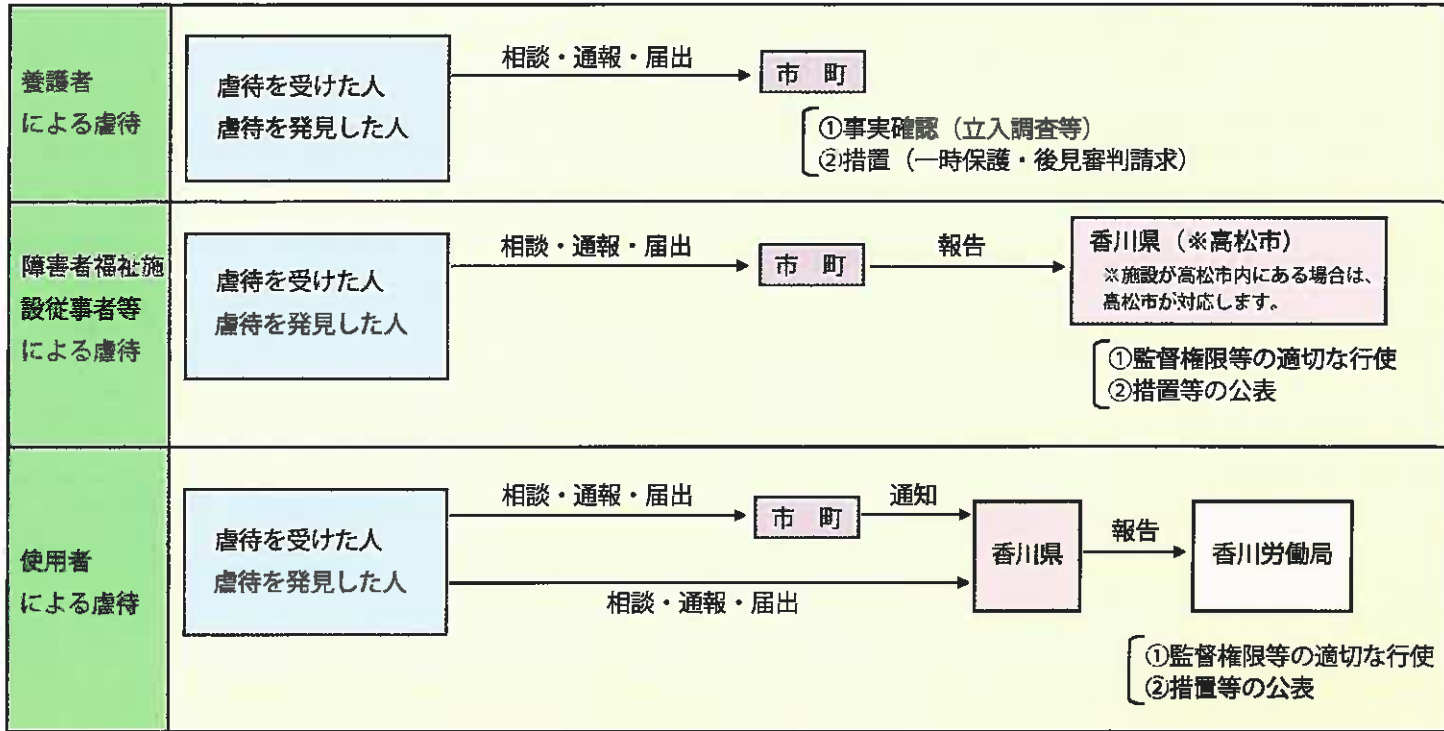 養護者
による虐待
虐待を受けた人
虐待を発見した人
相談・通報・届出
市 町
①事実確認（立入調査等）
②措置（一時保護・後見審判請求）
障害者福祉施
設従事者等
による虐待
虐待を受けた人
虐待を発見した人
相談・通報・届出
市 町
報告
香川県（※高松市）
※施設が高松市内にある場合は、
高松市が対応します。
①監督権限等の適切な行使
②措置等の公表
使用者
による虐待
虐待を受けた人
虐待を発見した人
相談・通報・届出
市 町
通知
相談・通報・届出
香川県
報告
香川労働局
①監督権限等の適切な行使
②措置等の公表